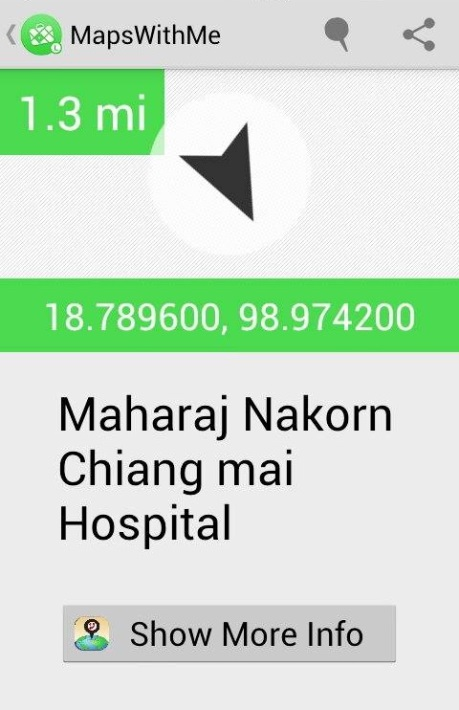 MapsWithMe
1.3 mi
18.789600, 98.974200
Maharaj Nakorn
Chiang mai
Hospital
Show More Info